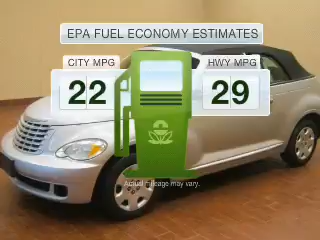 EPA FUEL ECONOMY ESTIMATES
CITY MPG
HWY MPG
22
29
Actual mileage may vary.